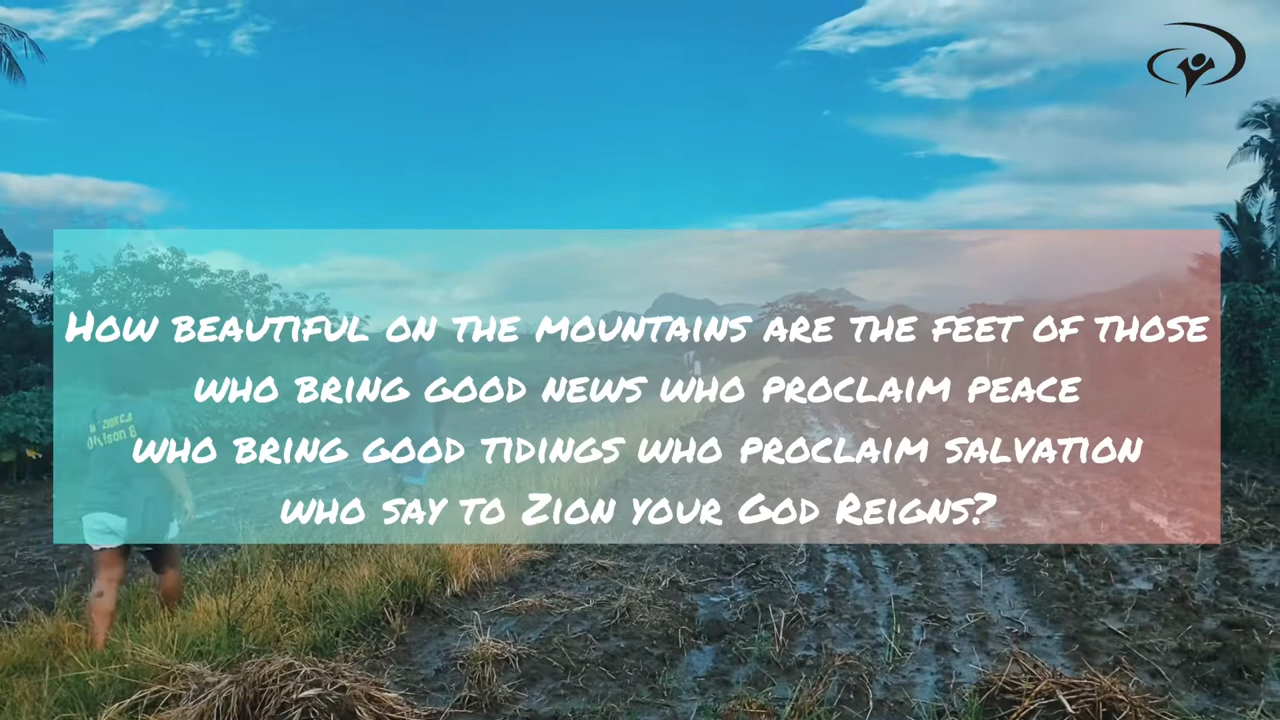 How beautiful on the mountains are the feet of those
who bring good news who proclaim peace
who bring good tidings who proclaim salvation
who say to Zion your God Reigns?